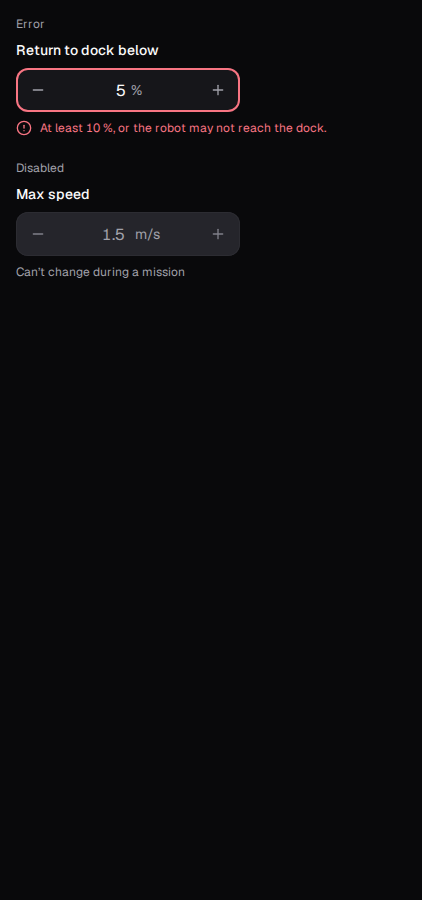 Error
Return to dock below
− 5 % +
At least 10 %, or the robot may not reach the dock.
Disabled
Max speed
− 1.5 m/s +
Can't change during a mission